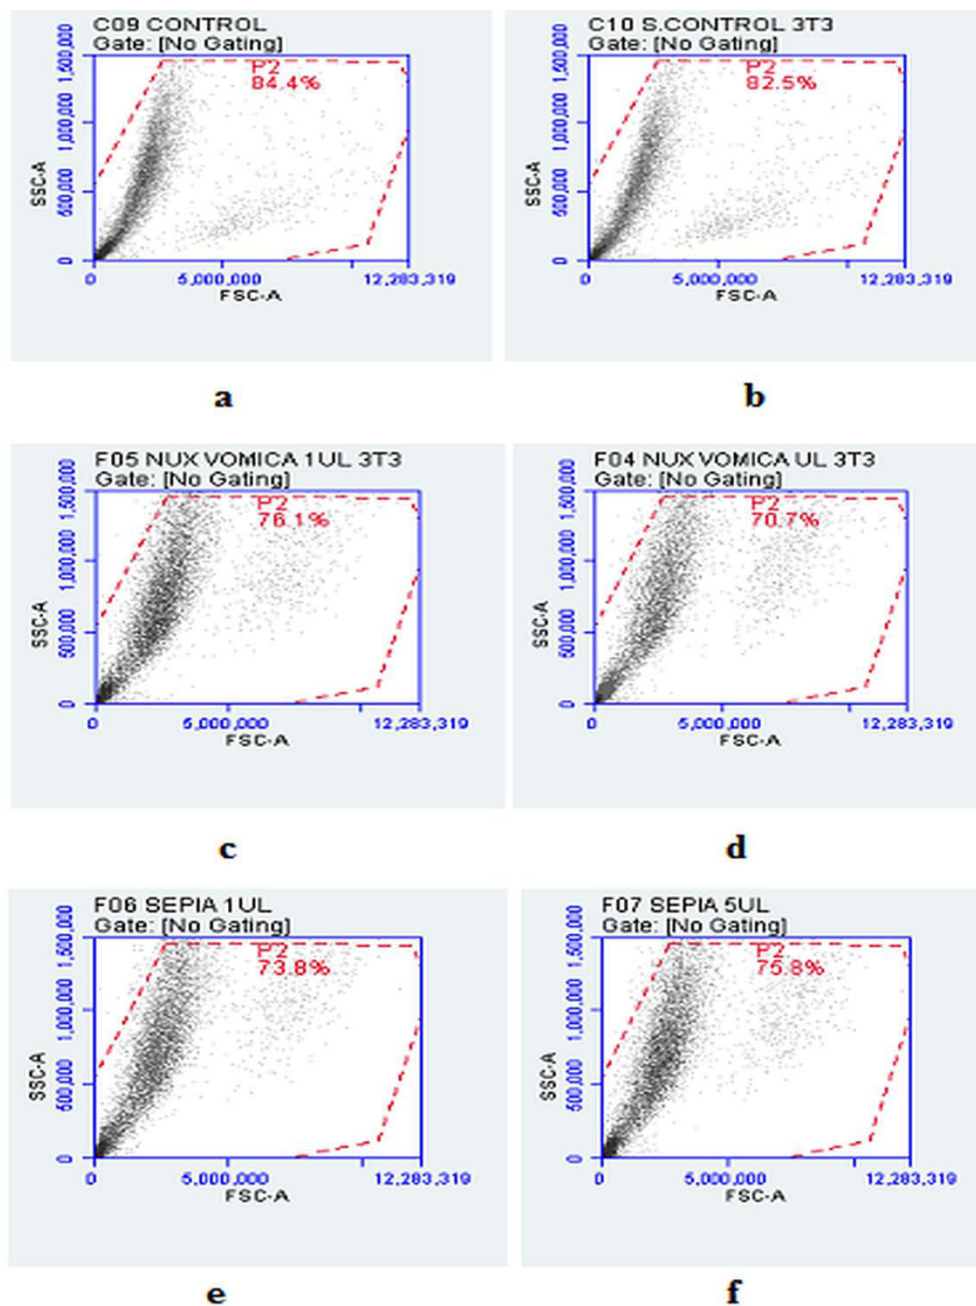 C09 CONTROL
Gate: [No Gating]
P2
84.4%
SSC-A
0
500,000
1,000,000
1,500,000
0
5,000,000
12,283,319
FSC-A
a
C10 S.CONTROL 3T3
Gate: [No Gating]
P2
82.5%
SSC-A
0
500,000
1,000,000
1,500,000
0
5,000,000
12,283,319
FSC-A
b
F05 NUX VOMICA 1UL 3T3
Gate: [No Gating]
P2
76.1%
SSC-A
0
500,000
1,000,000
1,500,000
0
5,000,000
12,283,319
FSC-A
c
F04 NUX VOMICA UL 3T3
Gate: [No Gating]
P2
70.7%
SSC-A
0
500,000
1,000,000
1,500,000
0
5,000,000
12,283,319
FSC-A
d
F06 SEPIA 1UL
Gate: [No Gating]
P2
73.8%
SSC-A
0
500,000
1,000,000
1,500,000
0
5,000,000
12,283,319
FSC-A
e
F07 SEPIA 5UL
Gate: [No Gating]
P2
75.8%
SSC-A
0
500,000
1,000,000
1,500,000
0
5,000,000
12,283,319
FSC-A
f